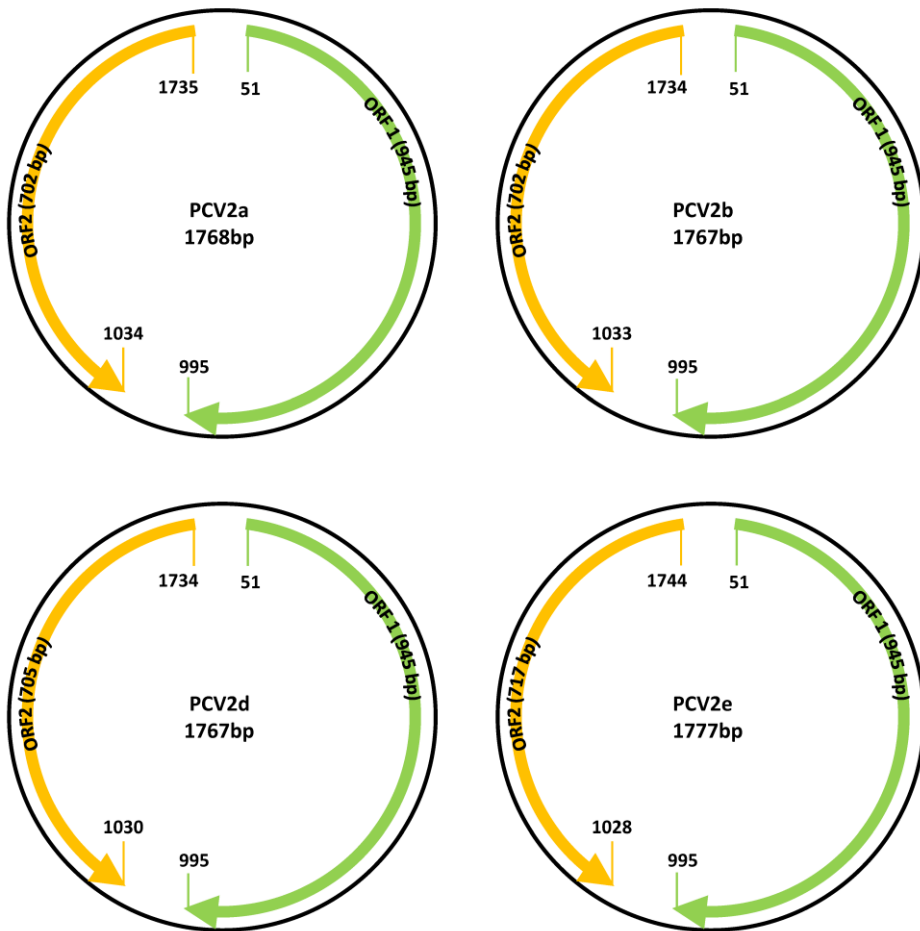 1735
51
ORF 1 (945 bp)
ORF2 (702 bp)
PCV2a
1768bp
1034
995
1734
51
ORF 1 (945 bp)
ORF2 (702 bp)
PCV2b
1767bp
1033
995
1734
51
ORF 1 (945 bp)
ORF2 (705 bp)
PCV2d
1767bp
1030
995
1744
51
ORF 1 (945 bp)
ORF2 (717 bp)
PCV2e
1777bp
1028
995